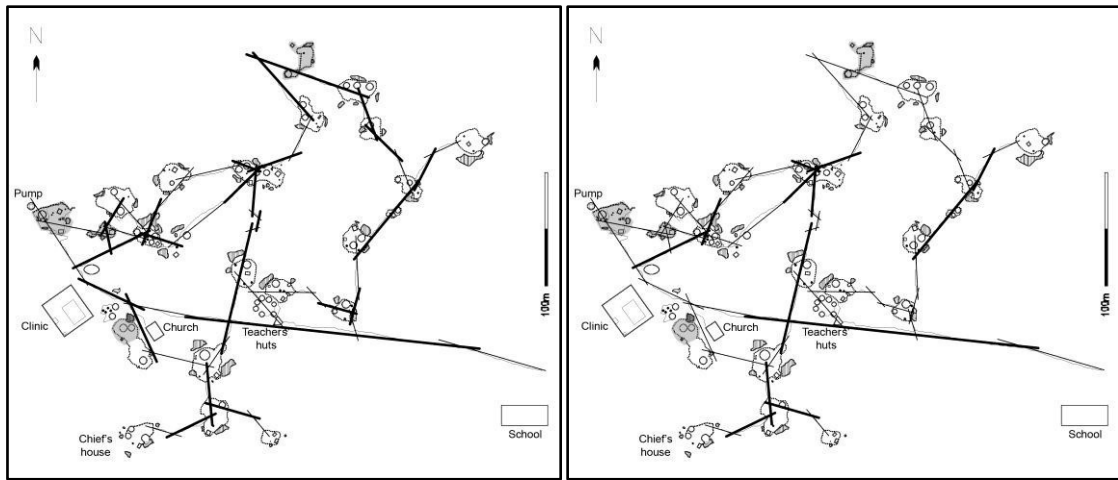 N
Pump
Clinic
Church
Teachers
huts
Chief's
house
School
100m
N
Pump
Clinic
Church
Teachers
huts
Chief's
house
School
100m